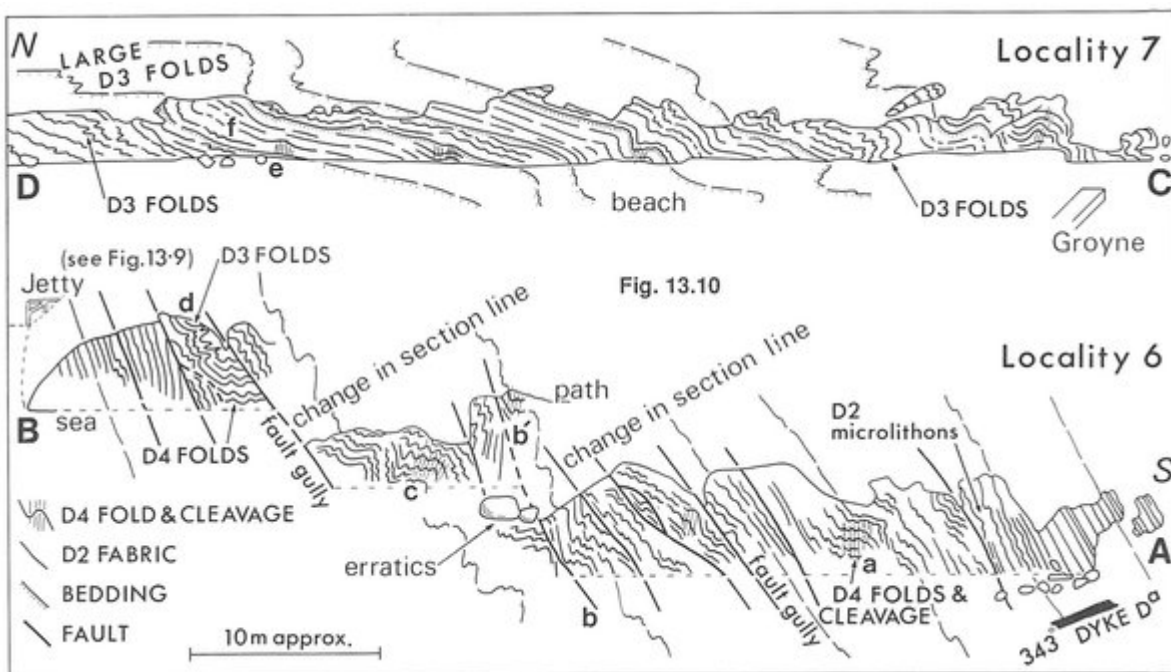 N
LARGE
D3 FOLDS
Locality 7
f
e
D
C
D3 FOLDS
beach
D3 FOLDS
Groyne
(see Fig.13·9)
D3 FOLDS
Jetty
d
Fig. 13.10
change in section line
Locality 6
path
change in section line
b′
D2
microlithons
B
sea
D4 FOLDS
fault gully
c
S
A
D4 FOLD & CLEAVAGE
D2 FABRIC
BEDDING
FAULT
erratics
a
b
fault gully
D4 FOLDS &
CLEAVAGE
343° DYKE Da
10m approx.